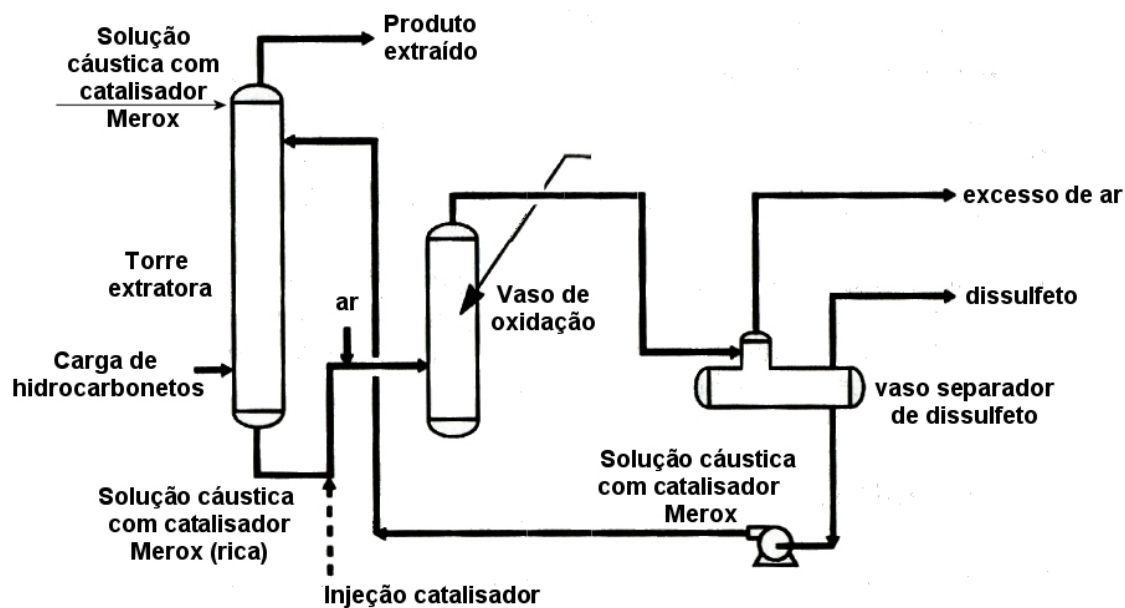 Produto
extraído
Solução
cáustica com
catalisador
Merox
excesso de ar
Torre
extratora
ar
Vaso de
oxidação
dissulfeto
Carga de
hidrocarbonetos
vaso separador
de dissulfeto
Solução cáustica
com catalisador
Merox
Solução cáustica
com catalisador
Merox (rica)
Injeção catalisador